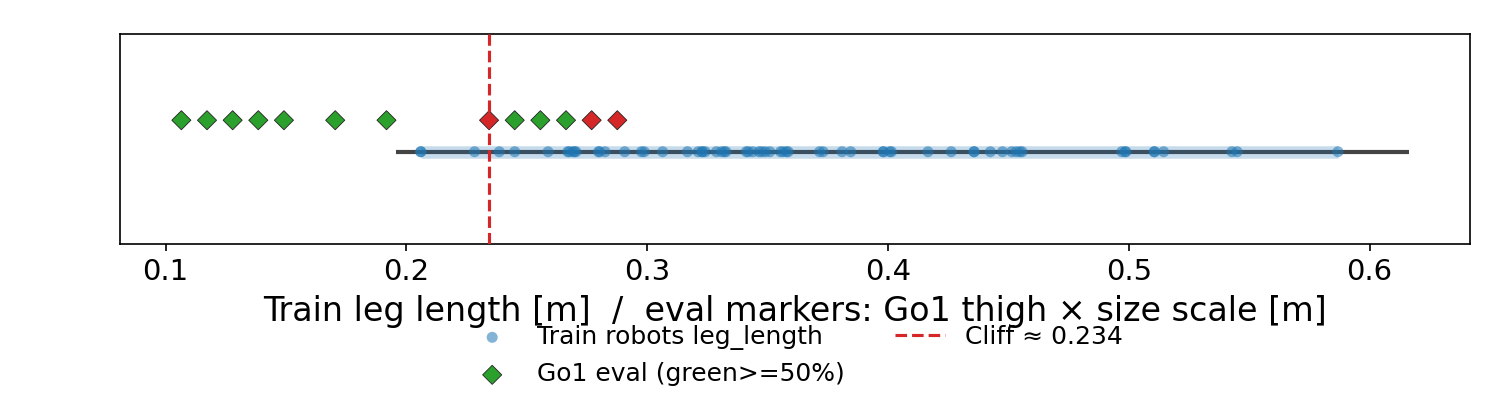 0.1 0.2 0.3 0.4 0.5 0.6
Train leg length [m] / eval markers: Go1 thigh × size scale [m]
Train robots leg_length
Go1 eval (green>=50%)
Cliff ≈ 0.234